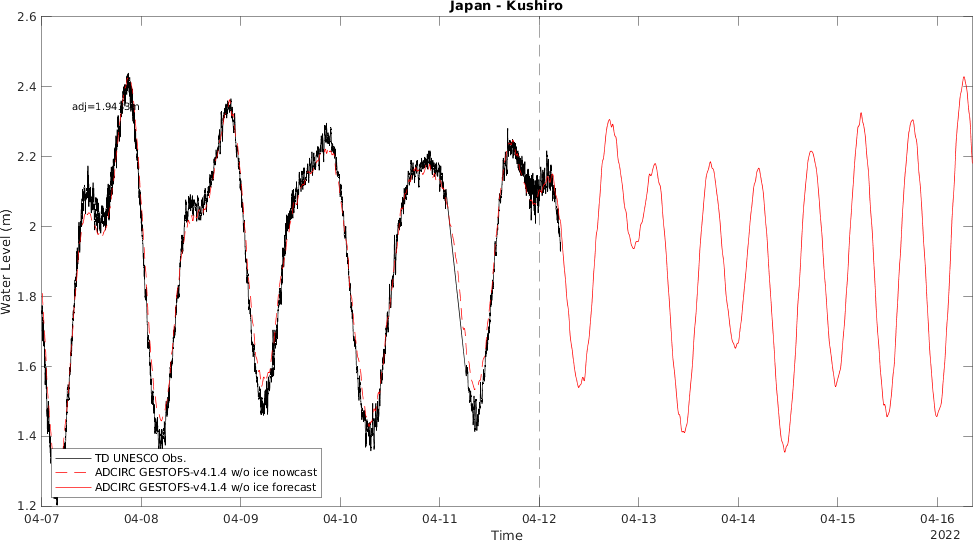 Japan - Kushiro
2.6
2.4
2.2
2
1.8
1.6
1.4
1.2
Water Level (m)
TD UNESCO Obs.
ADCIRC GESTOFS-v4.1.4 w/o ice nowcast
ADCIRC GESTOFS-v4.1.4 w/o ice forecast
04-07 04-08 04-09 04-10 04-11 04-12 04-13 04-14 04-15 04-16
Time
2022